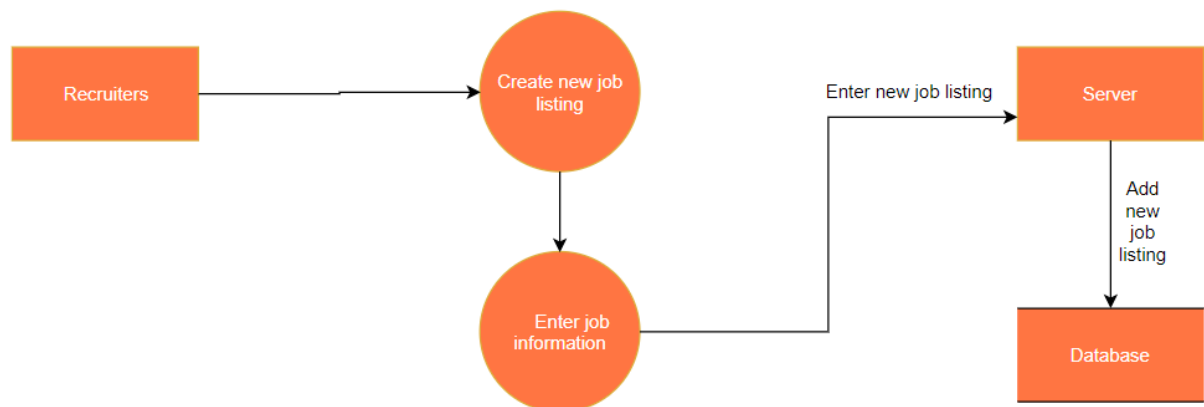 Recruiters
Create new job
listing
Enter new job listing
Server
Add
new
job
listing
Enter job
information
Database